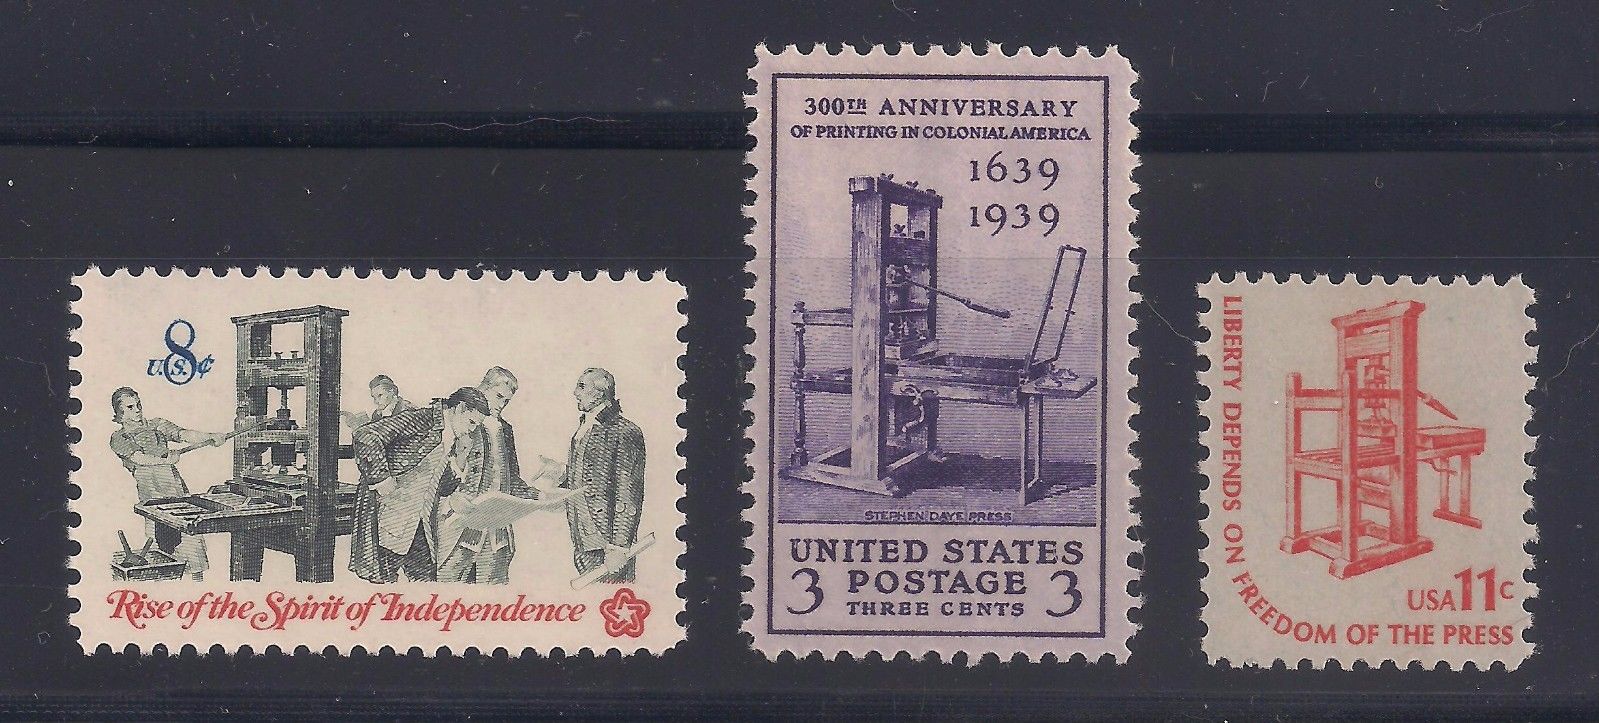 8
U.S. ¢
Rise of the Spirit of Independence
300TH ANNIVERSARY
OF PRINTING IN COLONIAL AMERICA
1639
1939
STEPHEN DAYE PRESS
UNITED STATES
3 POSTAGE 3
THREE CENTS
LIBERTY DEPENDS ON FREEDOM OF THE PRESS
USA 11c